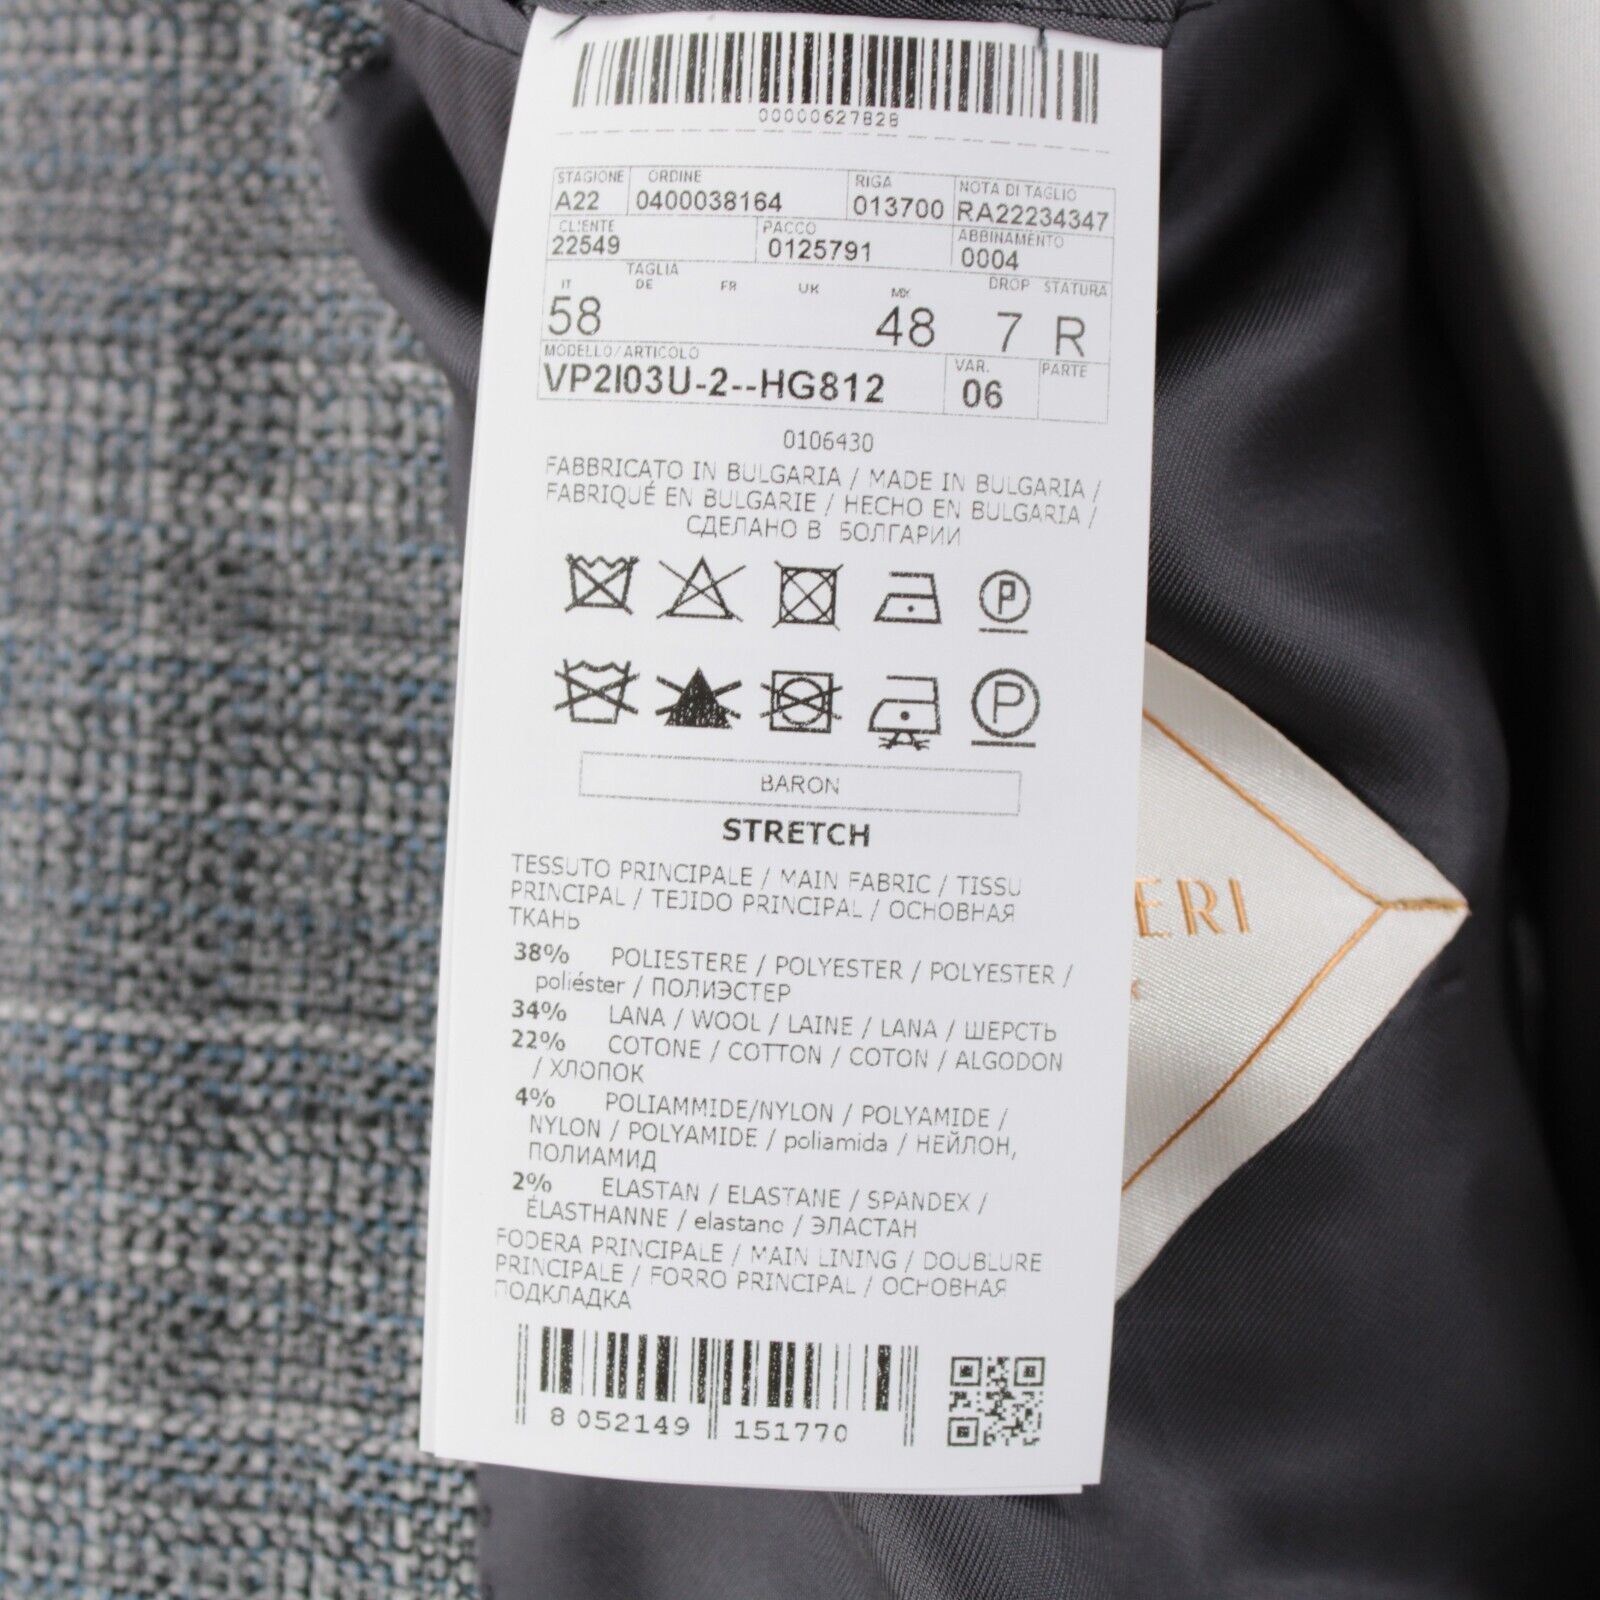 00000627828
STAGIONE ORDINE RIGA NOTA DI TAGLIO
A22 0400038164 013700 RA22234347
CLIENTE PACCO ABBINAMENTO
22549 0125791 0004
TAGLIA
IT DE FR UK MX DROP STATURA
58 48 7 R
MODELLO/ARTICOLO VAR. PARTE
VP2I03U-2--HG812 06
0106430
FABBRICATO IN BULGARIA / MADE IN BULGARIA /
FABRIQUÉ EN BULGARIE / HECHO EN BULGARIA /
СДЕЛАНО В БОЛГАРИИ
P
P
BARON
STRETCH
TESSUTO PRINCIPALE / MAIN FABRIC / TISSU
PRINCIPAL / TEJIDO PRINCIPAL / ОСНОВНАЯ
ТКАНЬ
38% POLIESTERE / POLYESTER / POLYESTER /
poliéster / ПОЛИЭСТЕР
34% LANA / WOOL / LAINE / LANA / ШЕРСТЬ
22% COTONE / COTTON / COTON / ALGODON
/ ХЛОПОК
4% POLIAMMIDE/NYLON / POLYAMIDE /
NYLON / POLYAMIDE / poliamida / НЕЙЛОН,
ПОЛИАМИД
2% ELASTAN / ELASTANE / SPANDEX /
ÉLASTHANNE / elastano / ЭЛАСТАН
FODERA PRINCIPALE / MAIN LINING / DOUBLURE
PRINCIPALE / FORRO PRINCIPAL / ОСНОВНАЯ
ПОДКЛАДКА
8 052149 151770
ERI